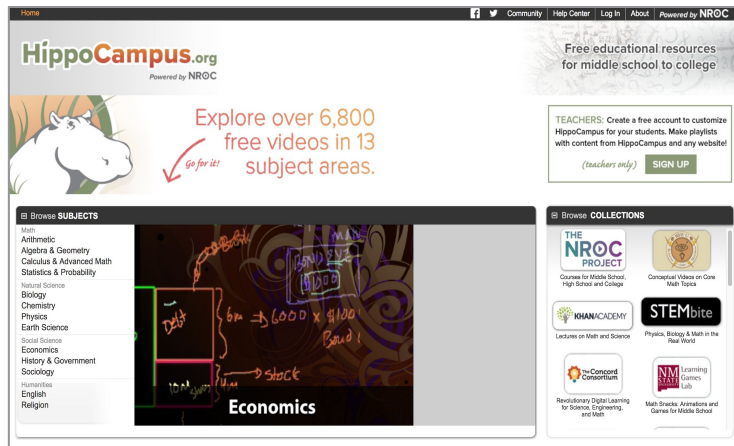 Home
Community Help Center Log In About Powered by NROC
HippoCampus.org
Powered by NROC
Free educational resources
for middle school to college
Explore over 6,800
free videos in 13
subject areas.
Go for it!
TEACHERS: Create a free account to customize
HippoCampus for your students. Make playlists
with content from HippoCampus and any website!
(teachers only) SIGN UP
Browse SUBJECTS
Math
Arithmetic
Algebra & Geometry
Calculus & Advanced Math
Statistics & Probability
Natural Science
Biology
Chemistry
Physics
Earth Science
Social Science
Economics
History & Government
Sociology
Humanities
English
Religion
Bond
$1000
Debt
6m → 6000 × $100
Bond
10m
→ Stock
Economics
Browse COLLECTIONS
THE
NROC
PROJECT
Courses for Middle School,
High School and College
Conceptual Videos on Core
Math Topics
KHANACADEMY
Lectures on Math and Science
STEMbite
Physics, Biology & Math in the
Real World
The Concord
Consortium
Revolutionary Digital Learning
for Science, Engineering,
and Math
NM
STATE
Learning
Games
Lab
Math Snacks: Animations and
Games for Middle School